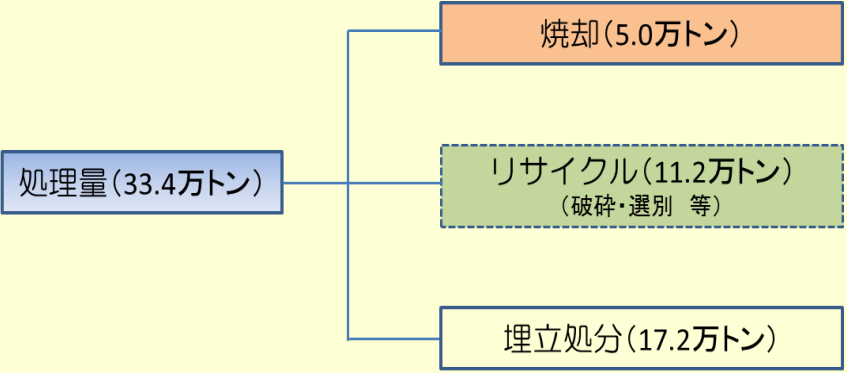 焼却（5.0万トン）
処理量（33.4万トン）
リサイクル（11.2万トン）
（破砕・選別　等）
埋立処分（17.2万トン）